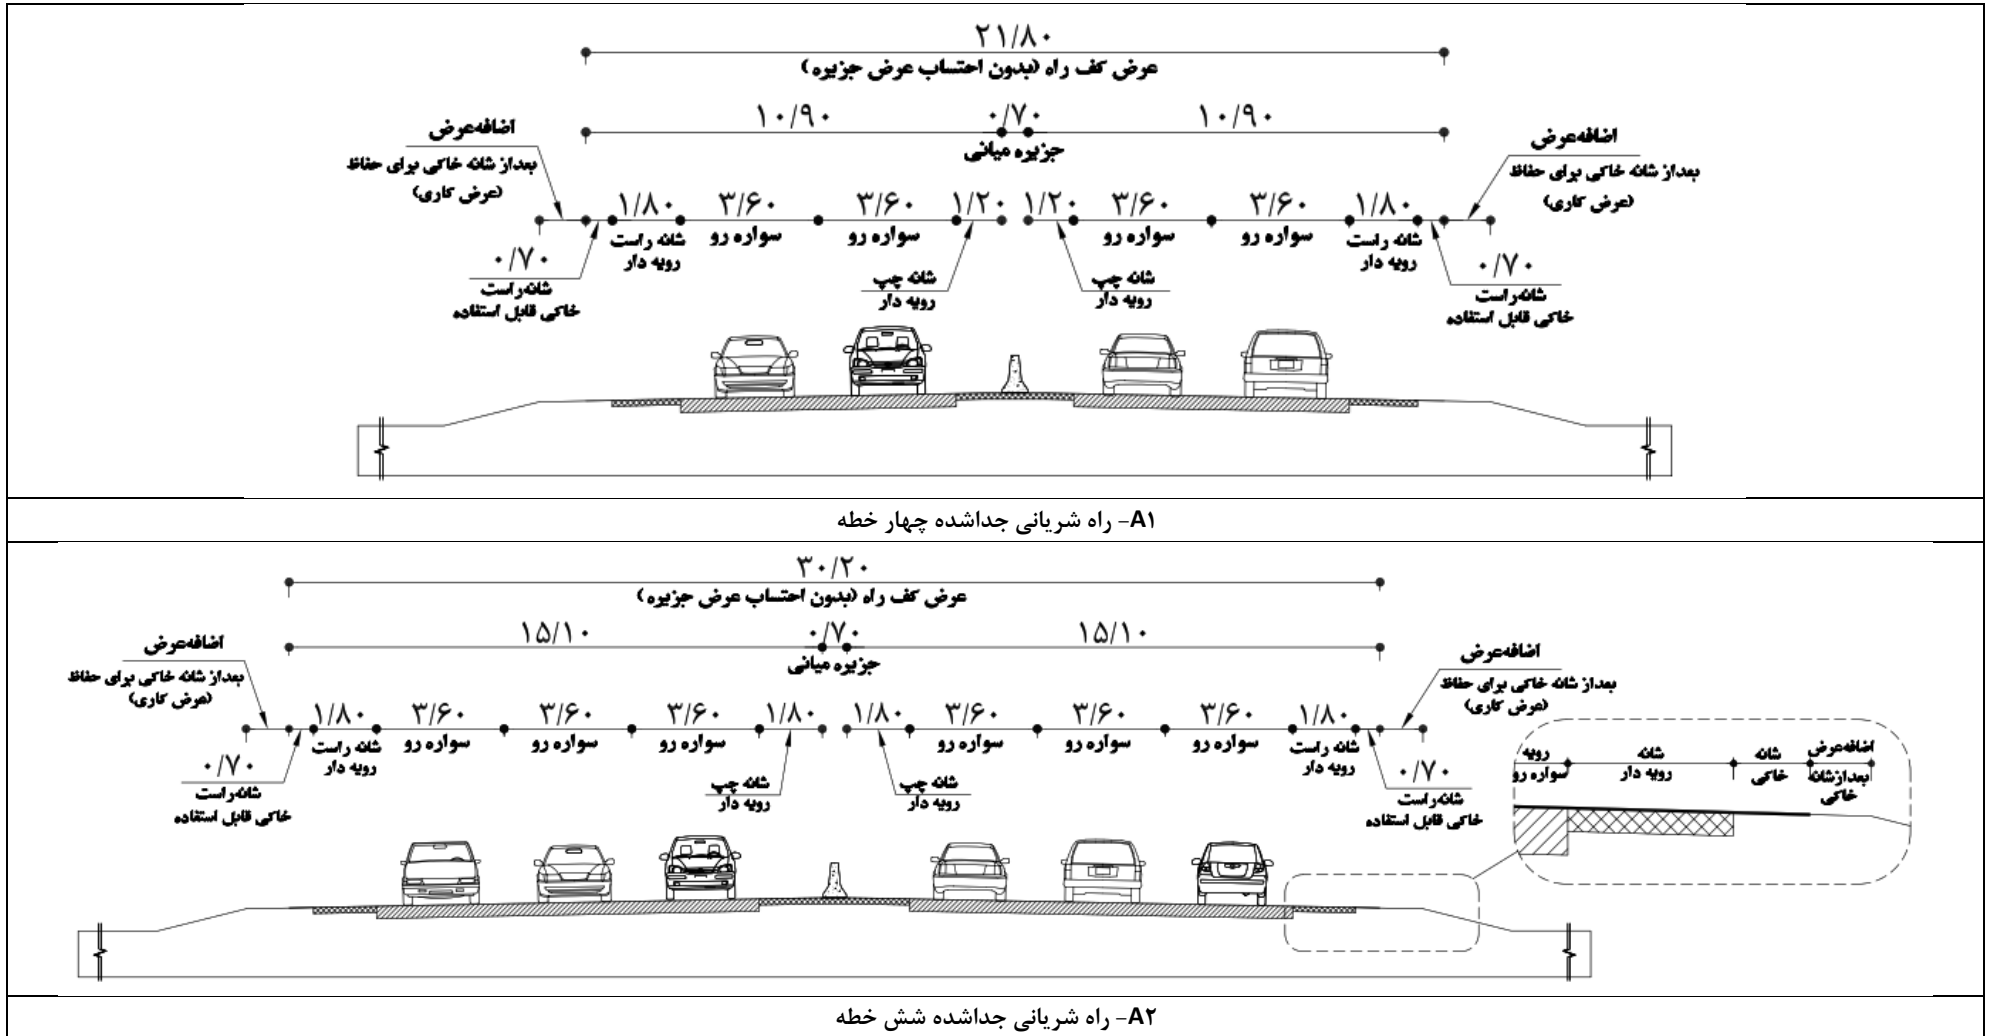 ۲۱/۸۰
عرض کف راه (بدون احتساب عرض جزیره)
۱۰/۹۰
۰/۷۰
۱۰/۹۰
جزیره میانی
اضافه‌عرض
بعداز شانه خاکی برای حفاظ
(عرض کاری)
اضافه‌عرض
بعداز شانه خاکی برای حفاظ
(عرض کاری)
۱/۸۰
۳/۶۰
۳/۶۰
۱/۲۰
۱/۲۰
۳/۶۰
۳/۶۰
۱/۸۰
شانه راست
رویه دار
سواره رو
سواره رو
سواره رو
سواره رو
شانه راست
رویه دار
۰/۷۰
شانه‌راست
خاکی قابل استفاده
شانه چپ
رویه دار
شانه چپ
رویه دار
۰/۷۰
شانه‌راست
خاکی قابل استفاده
A۱- راه شریانی جداشده چهار خطه
۳۰/۲۰
عرض کف راه (بدون احتساب عرض جزیره)
۱۵/۱۰
۰/۷۰
۱۵/۱۰
جزیره میانی
اضافه‌عرض
بعداز شانه خاکی برای حفاظ
(عرض کاری)
اضافه‌عرض
بعداز شانه خاکی برای حفاظ
(عرض کاری)
۱/۸۰
۳/۶۰
۳/۶۰
۳/۶۰
۱/۸۰
۱/۸۰
۳/۶۰
۳/۶۰
۳/۶۰
۱/۸۰
شانه راست
رویه دار
سواره رو
سواره رو
سواره رو
سواره رو
سواره رو
سواره رو
شانه راست
رویه دار
۰/۷۰
شانه‌راست
خاکی قابل استفاده
شانه چپ
رویه دار
شانه چپ
رویه دار
۰/۷۰
شانه‌راست
خاکی قابل استفاده
اضافه‌عرض
بعدازشانه
خاکی
شانه
خاکی
شانه
رویه دار
رویه
سواره رو
A۲- راه شریانی جداشده شش خطه